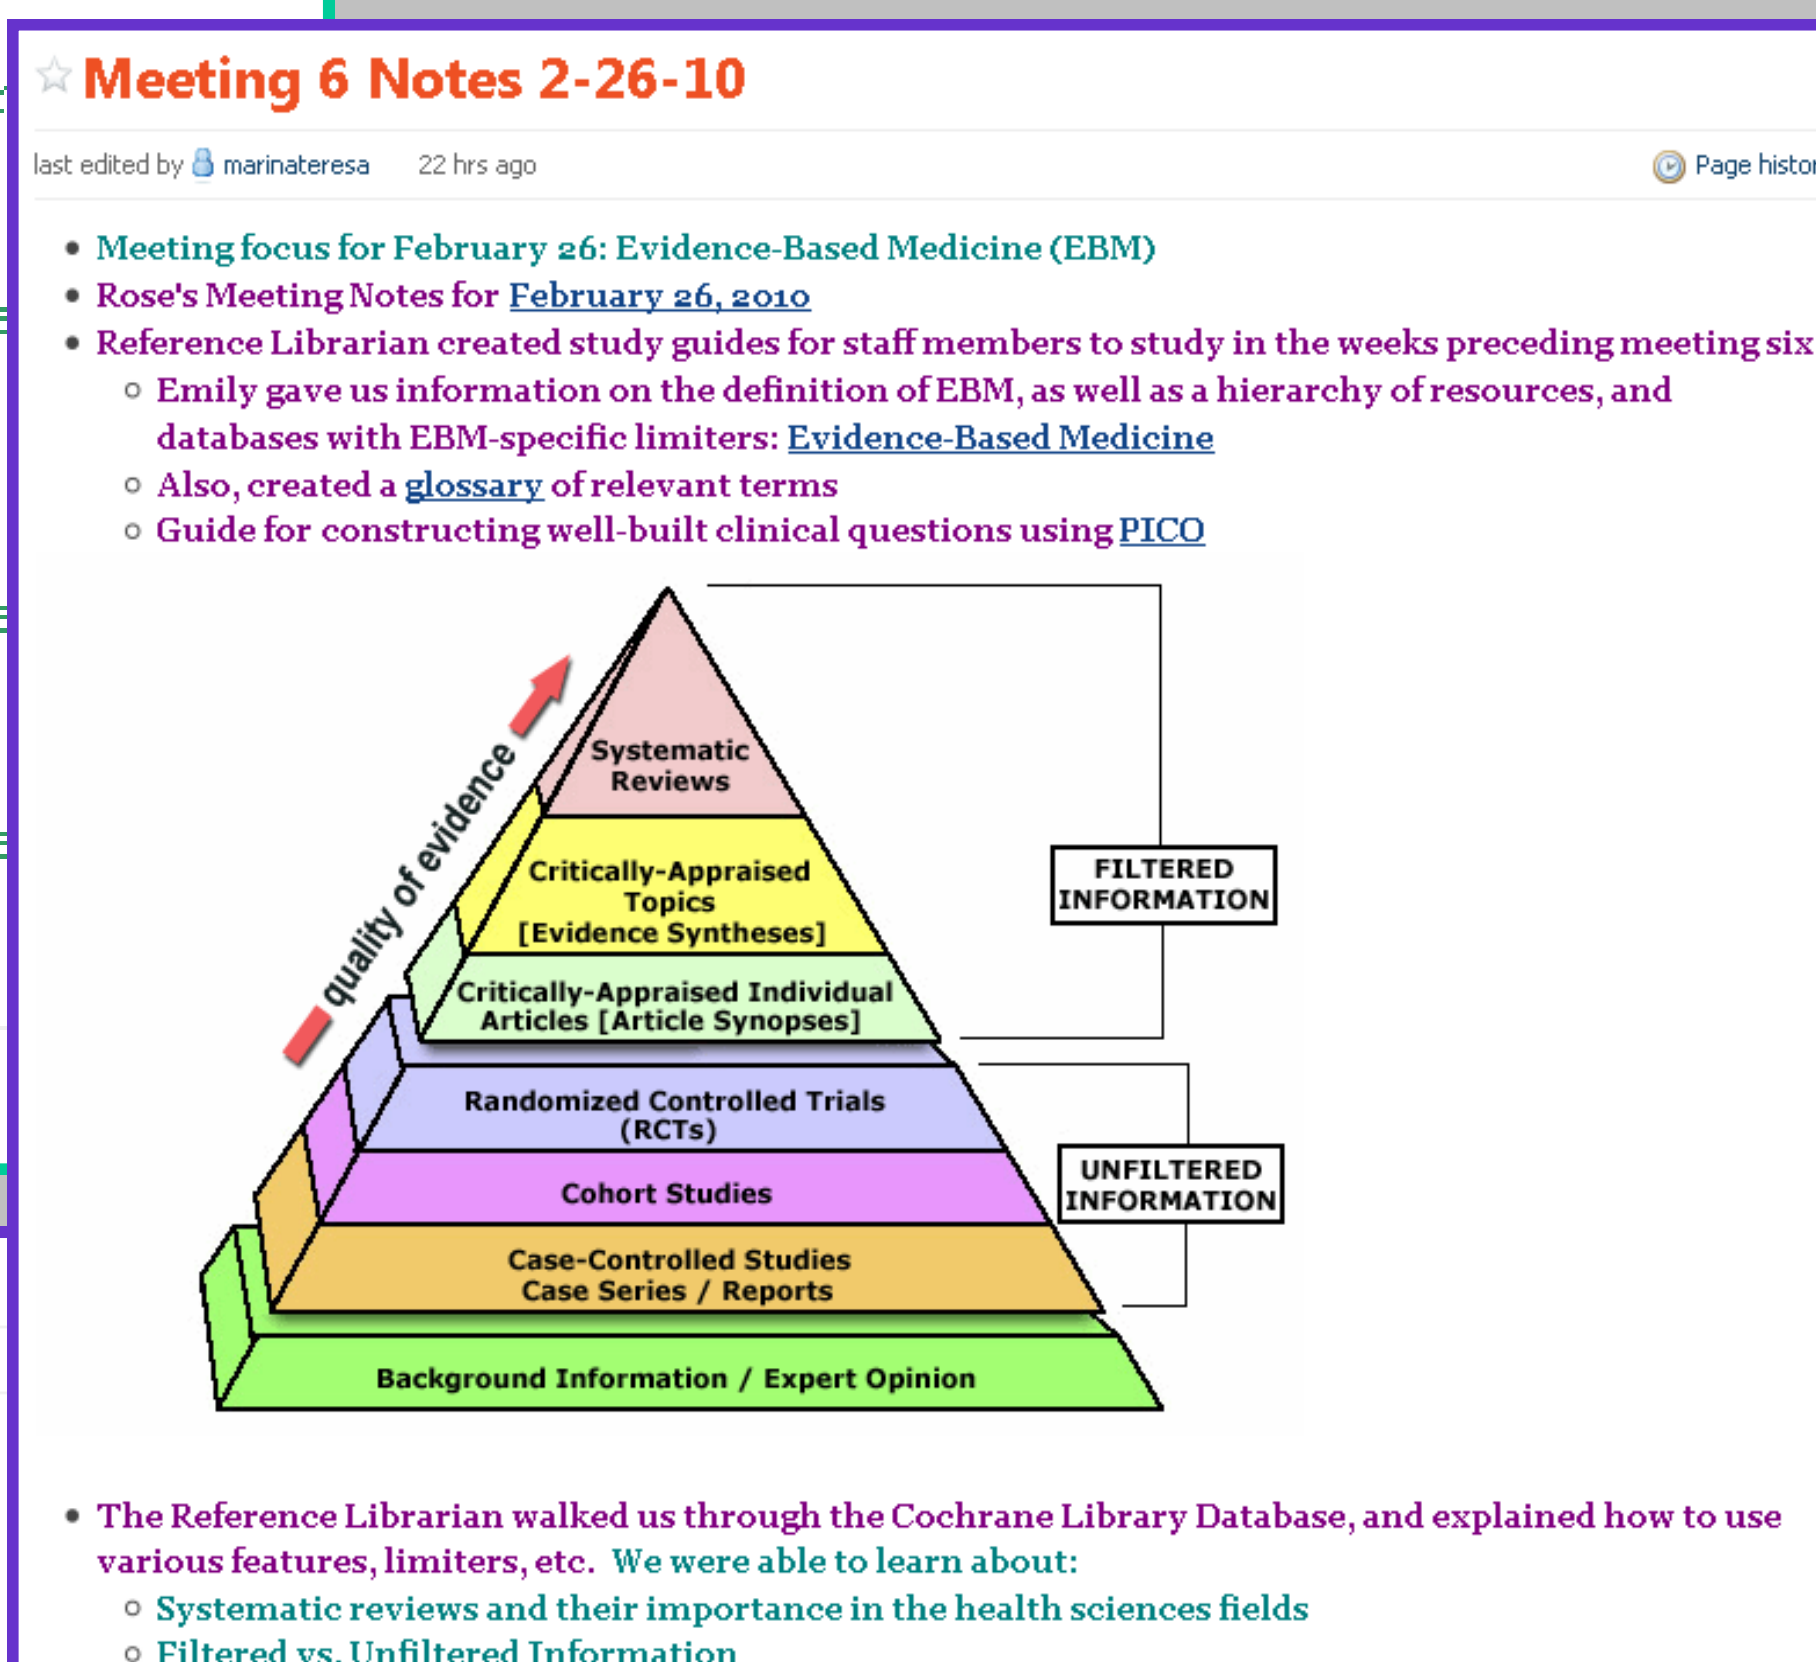 Meeting 6 Notes 2-26-10
last edited by marinateresa 22 hrs ago
Page histor
Meeting focus for February 26: Evidence-Based Medicine (EBM)
Rose's Meeting Notes for February 26, 2010
Reference Librarian created study guides for staff members to study in the weeks preceding meeting six
Emily gave us information on the definition of EBM, as well as a hierarchy of resources, and
databases with EBM-specific limiters: Evidence-Based Medicine
Also, created a glossary of relevant terms
Guide for constructing well-built clinical questions using PICO
quality of evidence
Systematic
Reviews
Critically-Appraised
Topics
[Evidence Syntheses]
Critically-Appraised Individual
Articles [Article Synopses]
FILTERED
INFORMATION
Randomized Controlled Trials
(RCTs)
Cohort Studies
Case-Controlled Studies
Case Series / Reports
UNFILTERED
INFORMATION
Background Information / Expert Opinion
The Reference Librarian walked us through the Cochrane Library Database, and explained how to use
various features, limiters, etc. We were able to learn about:
Systematic reviews and their importance in the health sciences fields
Filtered vs. Unfiltered Information